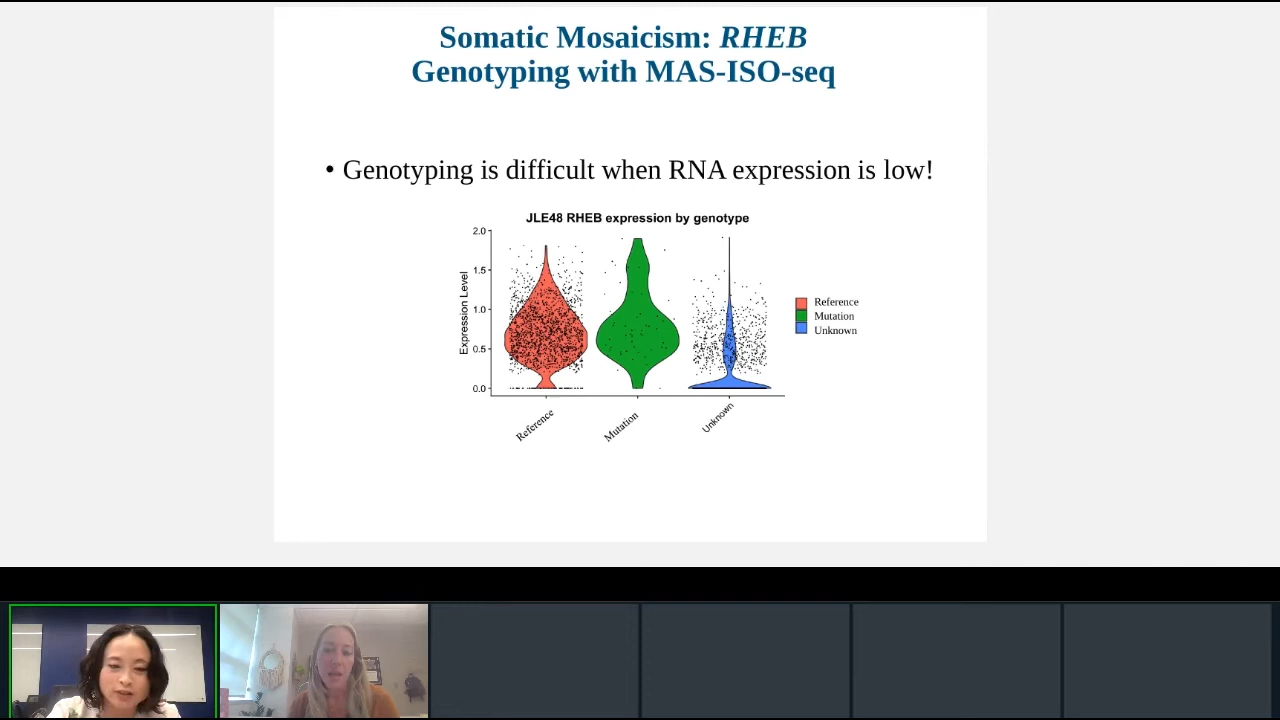 Somatic Mosaicism: RHEB
Genotyping with MAS-ISO-seq
• Genotyping is difficult when RNA expression is low!
JLE48 RHEB expression by genotype
Expression Level
2.0
1.5
1.0
0.5
0.0
Reference
Mutation
Unknown
Reference
Mutation
Unknown